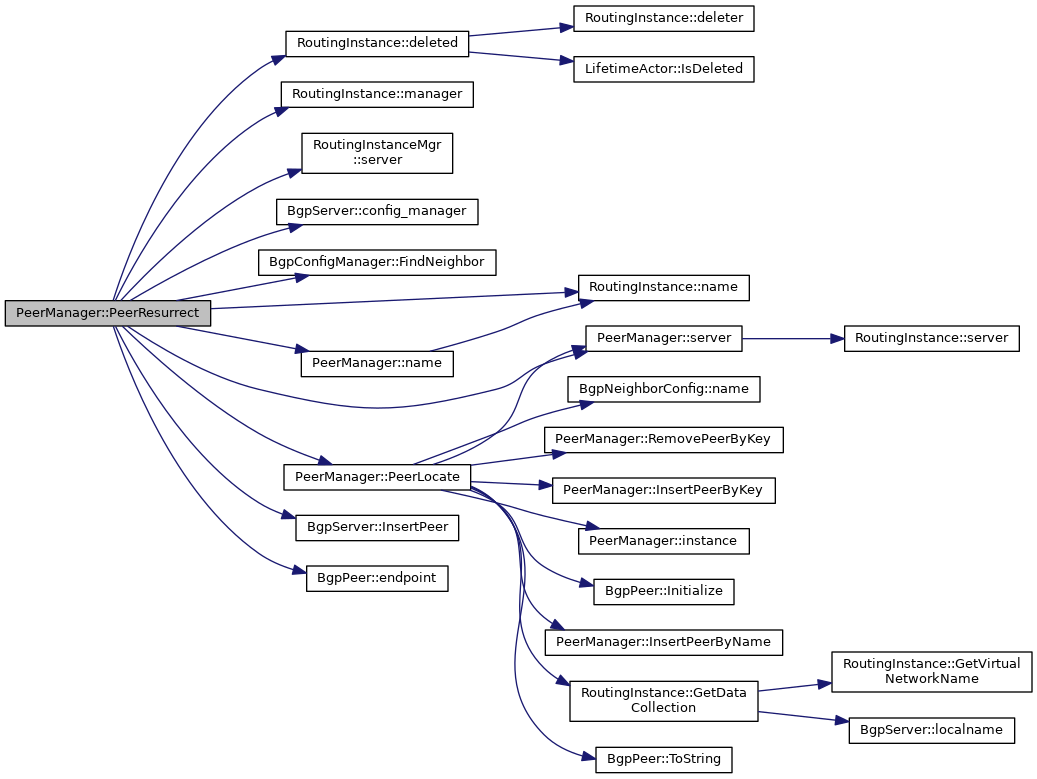 PeerManager::PeerResurrect
RoutingInstance::deleted
RoutingInstance::deleter
LifetimeActor::IsDeleted
RoutingInstance::manager
RoutingInstanceMgr
::server
BgpServer::config_manager
BgpConfigManager::FindNeighbor
RoutingInstance::name
PeerManager::name
PeerManager::server
RoutingInstance::server
PeerManager::PeerLocate
BgpNeighborConfig::name
PeerManager::RemovePeerByKey
PeerManager::InsertPeerByKey
PeerManager::instance
BgpPeer::Initialize
PeerManager::InsertPeerByName
RoutingInstance::GetData
Collection
RoutingInstance::GetVirtual
NetworkName
BgpServer::localname
BgpPeer::ToString
BgpServer::InsertPeer
BgpPeer::endpoint